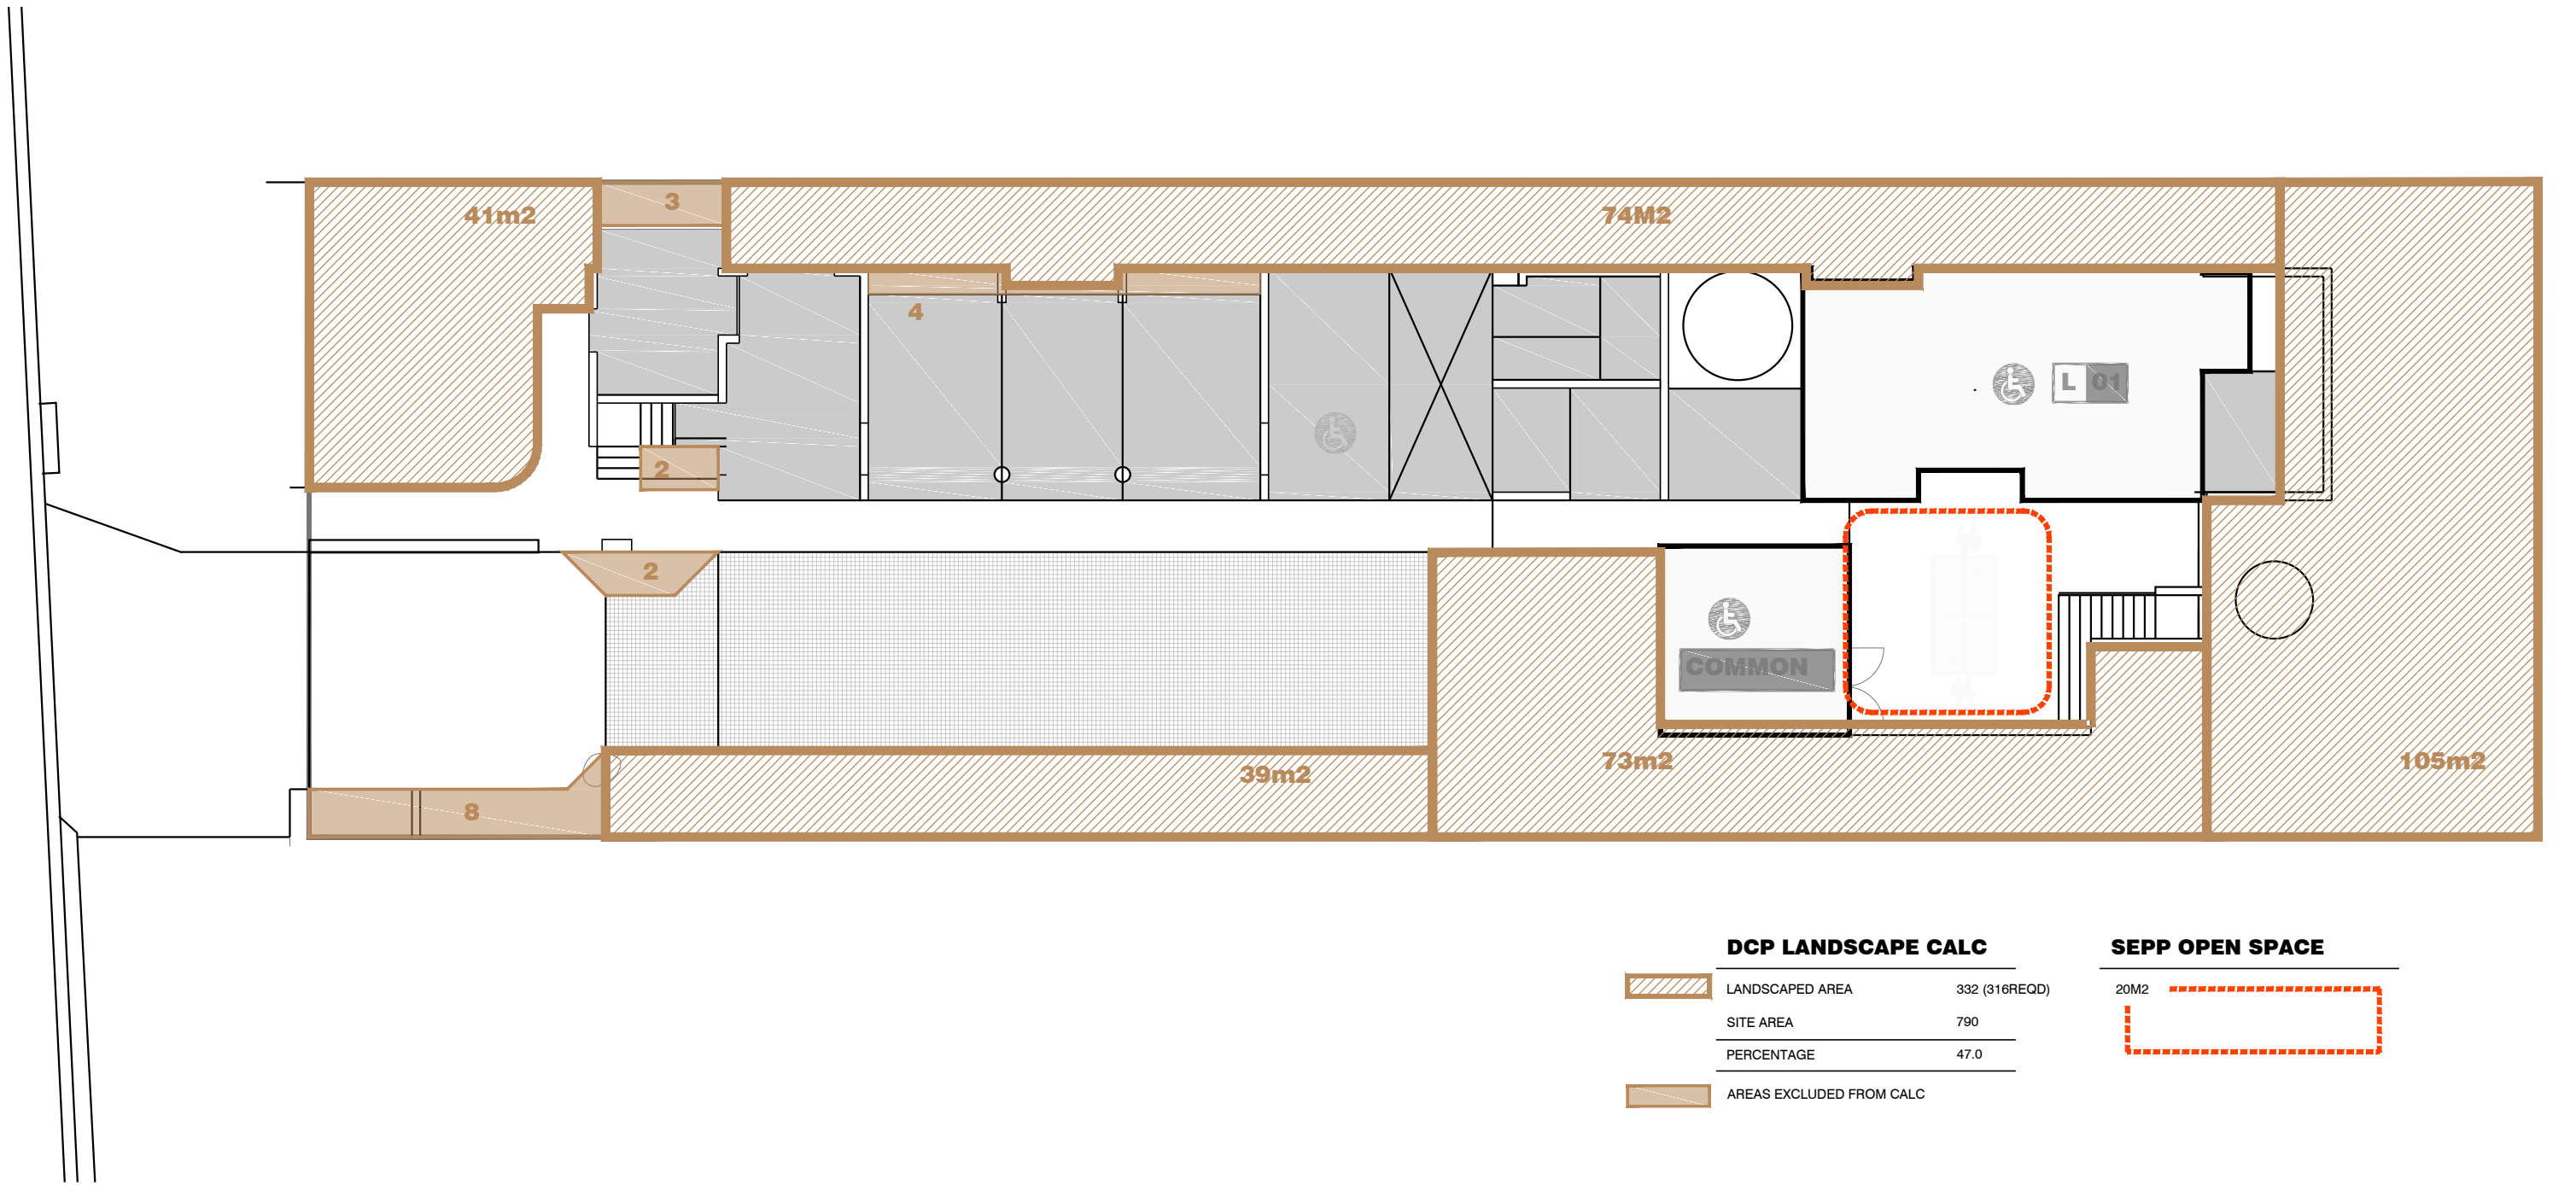 3
41m2
74M2
4
L 01
2
2
COMMON
73m2
105m2
39m2
8
DCP LANDSCAPE CALC
SEPP OPEN SPACE
LANDSCAPED AREA 332 (316REQD)
20M2
SITE AREA 790
PERCENTAGE 47.0
AREAS EXCLUDED FROM CALC